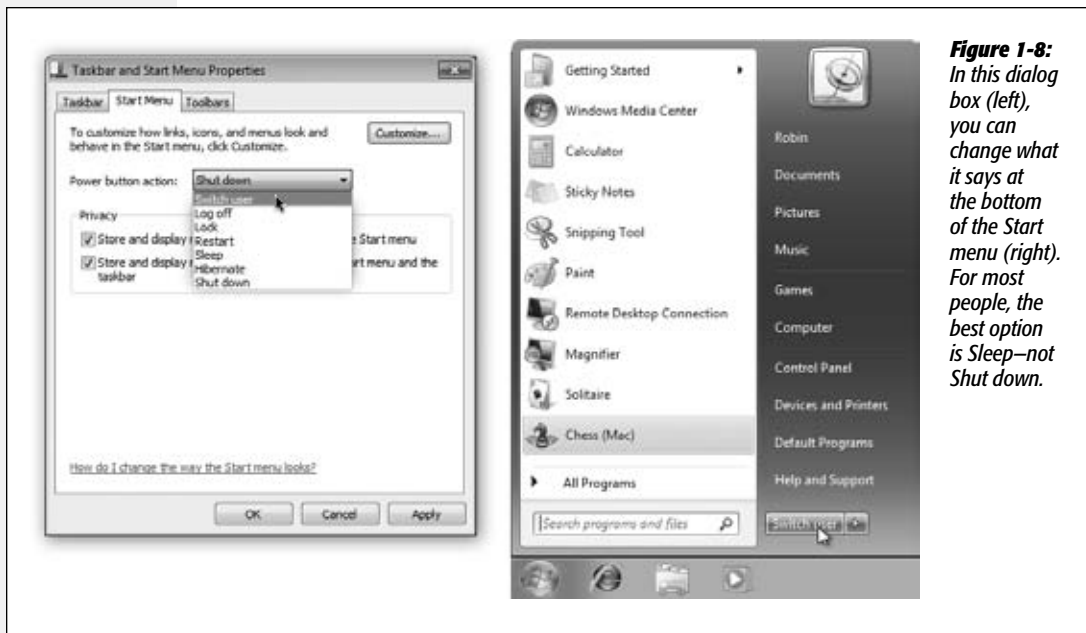 Taskbar and Start Menu Properties
Taskbar
Start Menu
Toolbars
To customize how links, icons, and menus look and
behave in the Start menu, click Customize.
Customize...
Power button action:
Shut down
Switch user
Log off
Lock
Restart
Sleep
Hibernate
Shut down
Privacy
Store and display
Start menu
Store and display
menu and the
taskbar
How do I change the way the Start menu looks?
OK
Cancel
Apply
Getting Started
Windows Media Center
Calculator
Sticky Notes
Snipping Tool
Paint
Remote Desktop Connection
Magnifier
Solitaire
Chess (Mac)
All Programs
Search programs and files
Robin
Documents
Pictures
Music
Games
Computer
Control Panel
Devices and Printers
Default Programs
Help and Support
Switch user
Figure 1-8:
In this dialog
box (left),
you can
change what
it says at
the bottom
of the Start
menu (right).
For most
people, the
best option
is Sleep—not
Shut down.